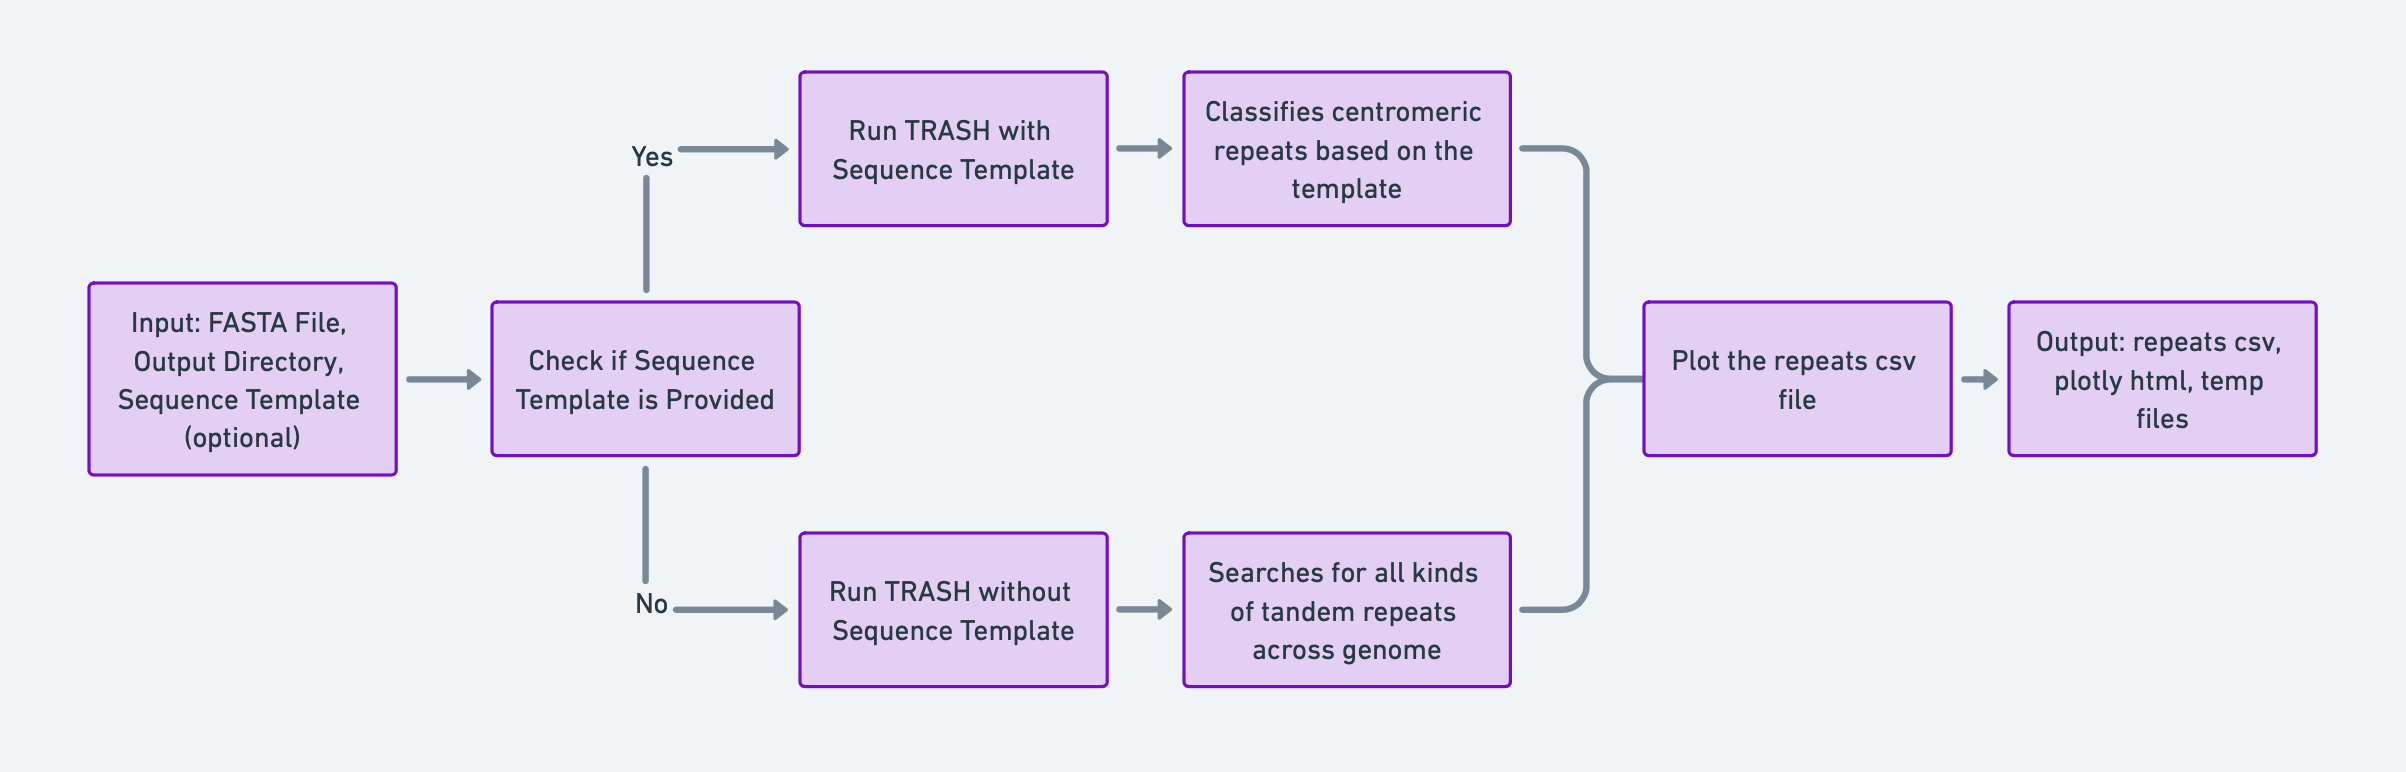 Input: FASTA File,
Output Directory,
Sequence Template
(optional)
Check if Sequence
Template is Provided
Yes
Run TRASH with
Sequence Template
Classifies centromeric
repeats based on the
template
No
Run TRASH without
Sequence Template
Searches for all kinds
of tandem repeats
across genome
Plot the repeats csv
file
Output: repeats csv,
plotly html, temp
files